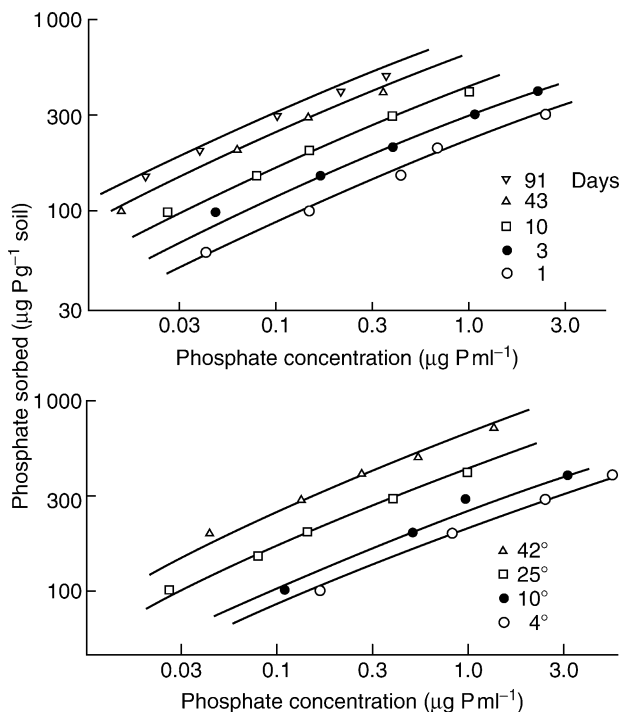 1000
300
100
30
0.03 0.1 0.3 1.0 3.0
Phosphate concentration (μg P ml⁻¹)
91 Days
43
10
3
1
Phosphate sorbed (μg P g⁻¹ soil)
1000
300
100
0.03 0.1 0.3 1.0 3.0
Phosphate concentration (μg P ml⁻¹)
42°
25°
10°
4°